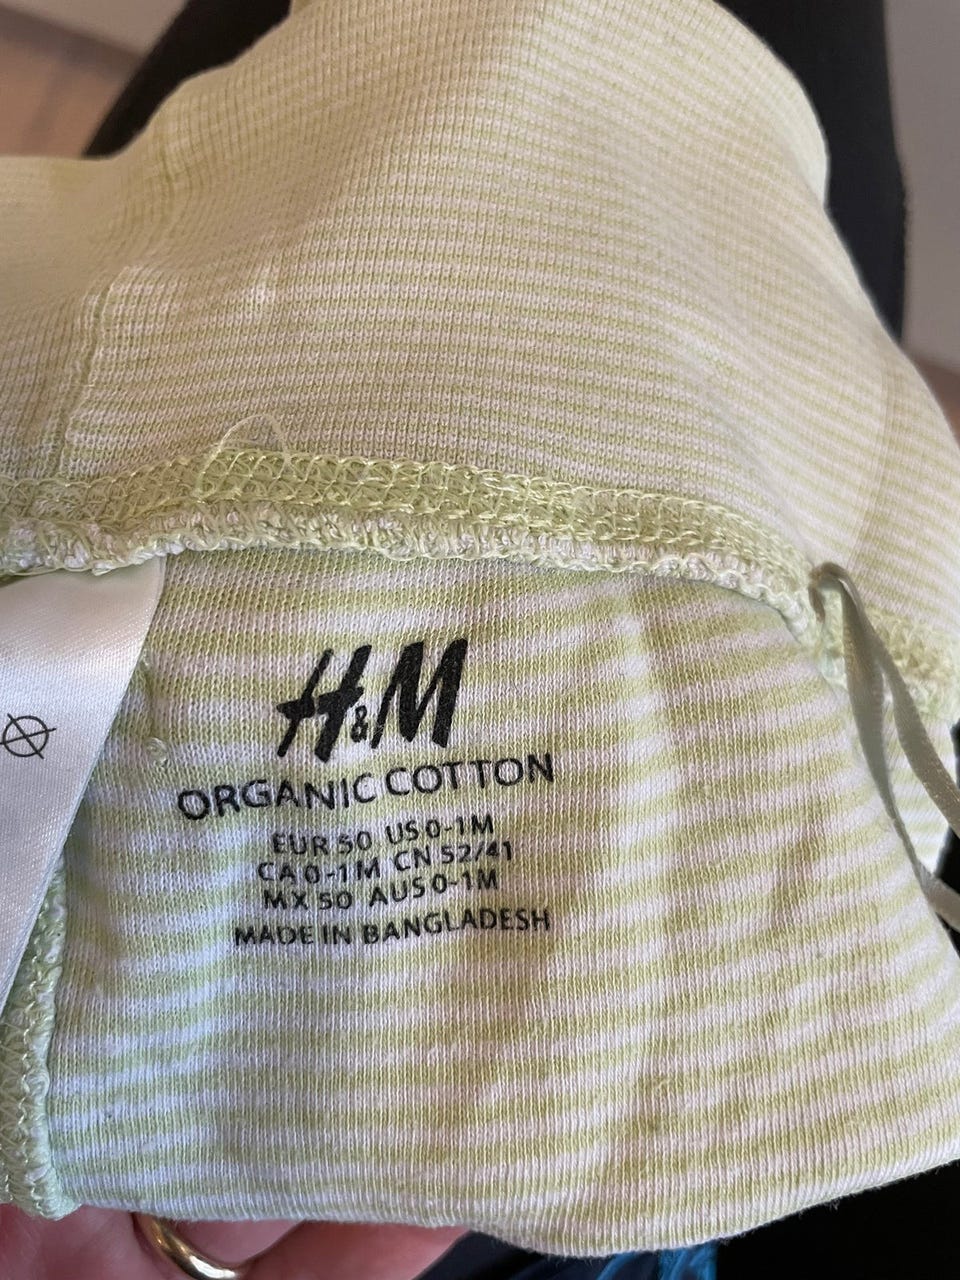 H&M
ORGANIC COTTON
EUR 50 US 0-1M
CA 0-1M CN 52/41
MX 50 AUS 0-1M
MADE IN BANGLADESH